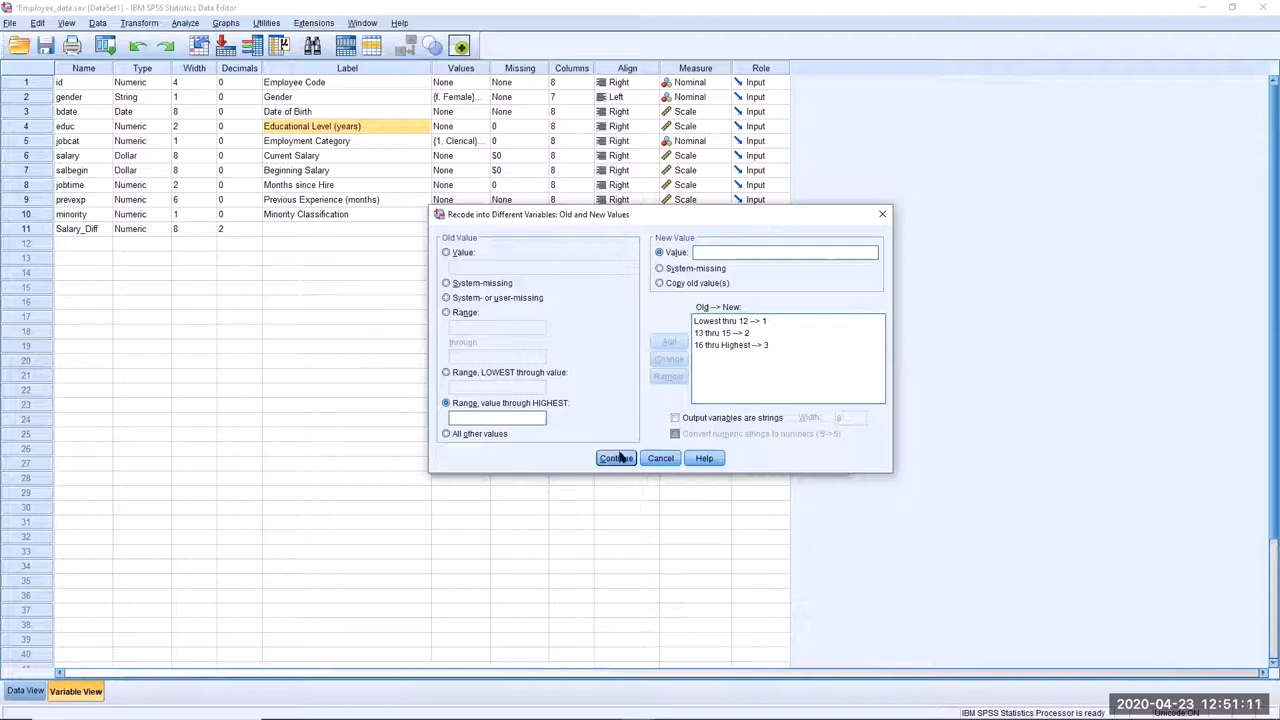 *Employee_data.sav [DataSet1] - IBM SPSS Statistics Data Editor
File Edit View Data Transform Analyze Graphs Utilities Extensions Window Help
Name Type Width Decimals Label Values Missing Columns Align Measure Role
1 id Numeric 4 0 Employee Code None None 8 Right Nominal Input
2 gender String 1 0 Gender {f, Female}... None 7 Left Nominal Input
3 bdate Date 8 0 Date of Birth None None 8 Right Scale Input
4 educ Numeric 2 0 Educational Level (years) None 0 8 Right Scale Input
5 jobcat Numeric 1 0 Employment Category {1, Clerical}... 0 8 Right Nominal Input
6 salary Dollar 8 0 Current Salary None $0 8 Right Scale Input
7 salbegin Dollar 8 0 Beginning Salary None $0 8 Right Scale Input
8 jobtime Numeric 2 0 Months since Hire None 0 8 Right Scale Input
9 prevexp Numeric 6 0 Previous Experience (months) None None 8 Right Scale Input
10 minority Numeric 1 0 Minority Classification
11 Salary_Diff Numeric 8 2
12
13
14
15
16
17
18
19
20
21
22
23
24
25
26
27
28
29
30
31
32
33
34
35
36
37
38
39
40
Recode into Different Variables: Old and New Values
Old Value
Value:
System-missing
System- or user-missing
Range:
through
Range, LOWEST through value:
Range, value through HIGHEST:
All other values
New Value
Value:
System-missing
Copy old value(s)
Old --> New:
Lowest thru 12 --> 1
13 thru 15 --> 2
16 thru Highest --> 3
Add
Change
Remove
Output variables are strings Width: 8
Convert numeric strings to numbers ('5'->5)
Cancel Help
Data View Variable View
2020-04-23 12:51:11
IBM SPSS Statistics Processor is ready Unicode:ON